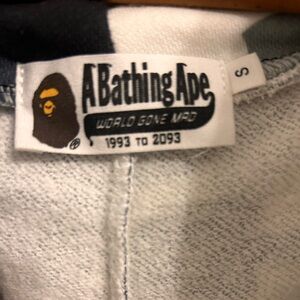 A Bathing Ape
®
WORLD GONE MAD
1993 TO 2093
S